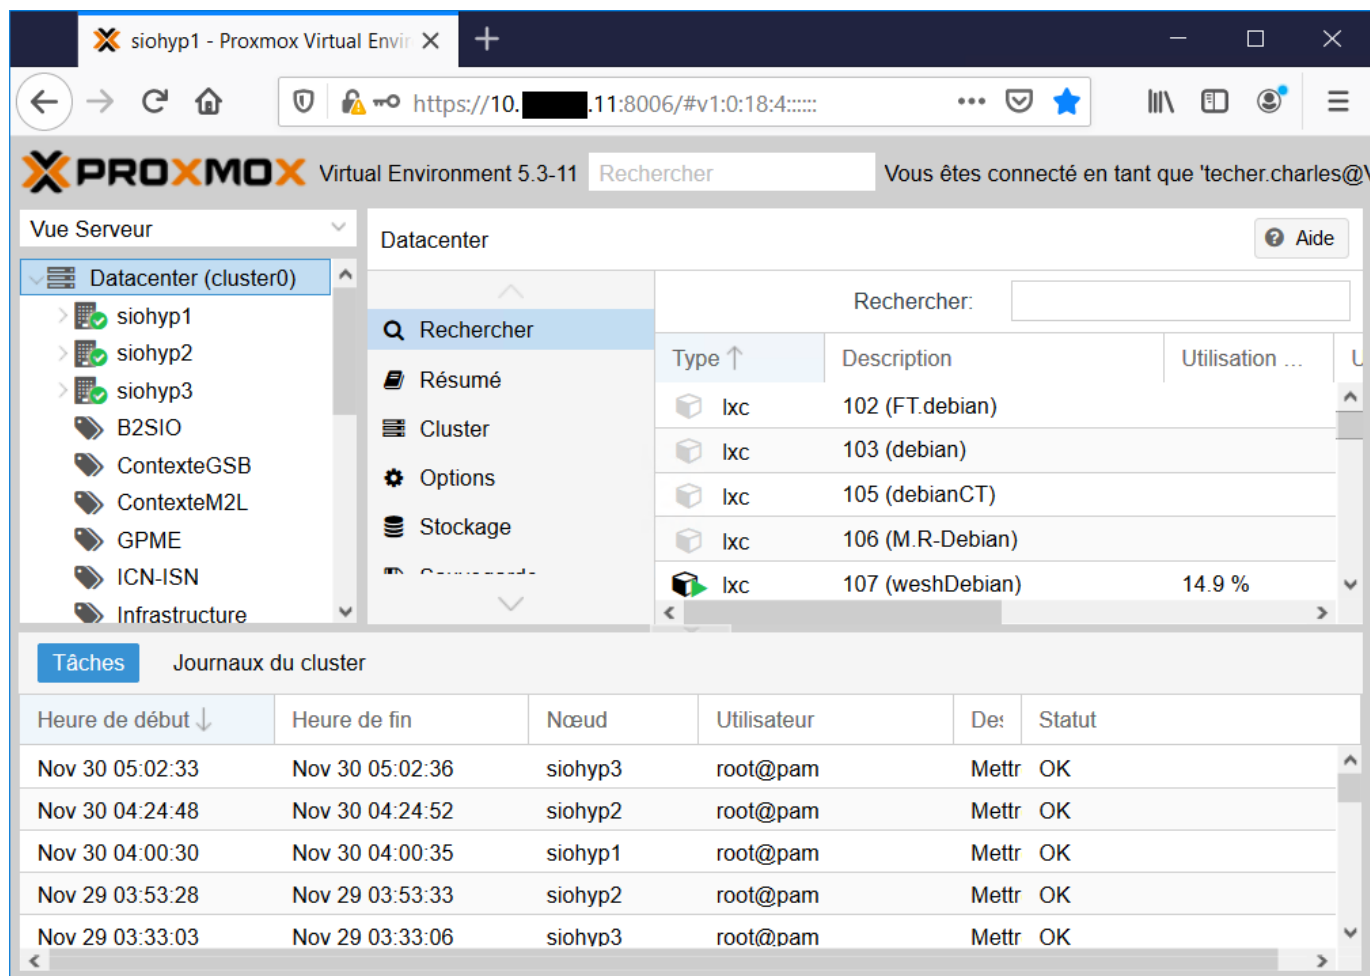 siohyp1 - Proxmox Virtual Envir
https://10. .11:8006/#v1:0:18:4::::::
PROXMOX Virtual Environment 5.3-11 Rechercher Vous êtes connecté en tant que 'techer.charles@
Vue Serveur
Datacenter (cluster0)
siohyp1
siohyp2
siohyp3
B2SIO
ContexteGSB
ContexteM2L
GPME
ICN-ISN
Infrastructure
Datacenter
Aide
Rechercher
Résumé
Cluster
Options
Stockage
Rechercher:
Type Description Utilisation ... U
lxc 102 (FT.debian)
lxc 103 (debian)
lxc 105 (debianCT)
lxc 106 (M.R-Debian)
lxc 107 (weshDebian) 14.9 %
Tâches Journaux du cluster
Heure de début Heure de fin Nœud Utilisateur Des Statut
Nov 30 05:02:33 Nov 30 05:02:36 siohyp3 root@pam Mettr OK
Nov 30 04:24:48 Nov 30 04:24:52 siohyp2 root@pam Mettr OK
Nov 30 04:00:30 Nov 30 04:00:35 siohyp1 root@pam Mettr OK
Nov 29 03:53:28 Nov 29 03:53:33 siohyp2 root@pam Mettr OK
Nov 29 03:33:03 Nov 29 03:33:06 siohyp3 root@pam Mettr OK